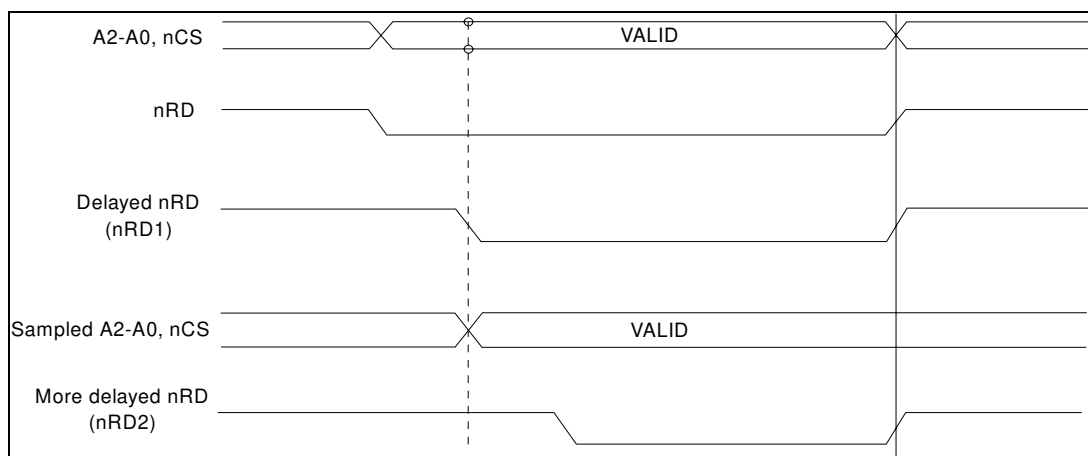 A2-A0, nCS
VALID
nRD
Delayed nRD
(nRD1)
Sampled A2-A0, nCS
VALID
More delayed nRD
(nRD2)